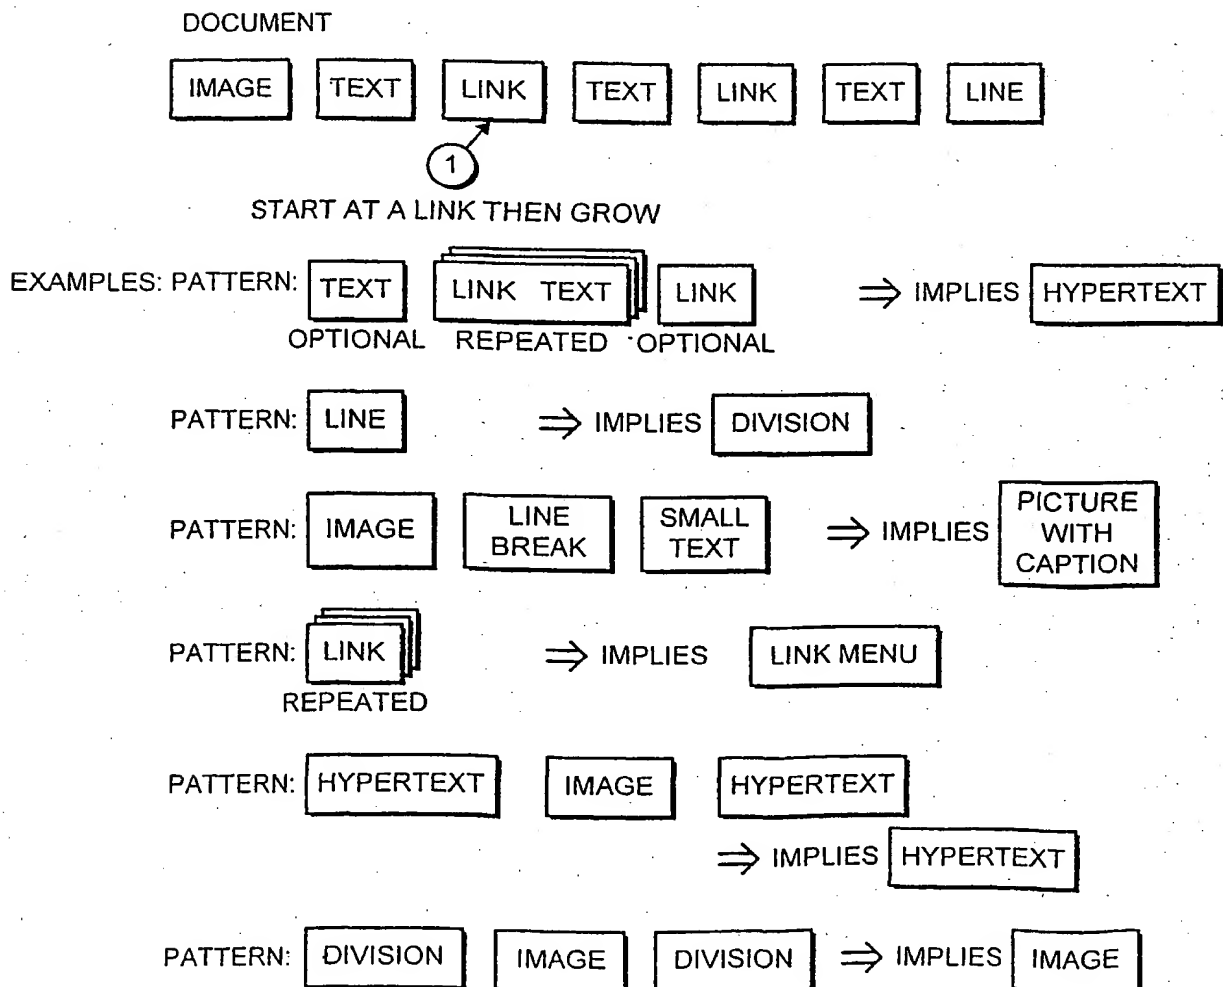 DOCUMENT
IMAGE TEXT LINK TEXT LINK TEXT LINE
1
START AT A LINK THEN GROW
EXAMPLES: PATTERN: TEXT LINK TEXT LINK ⇒ IMPLIES HYPERTEXT
OPTIONAL REPEATED OPTIONAL
PATTERN: LINE ⇒ IMPLIES DIVISION
PATTERN: IMAGE LINE BREAK SMALL TEXT ⇒ IMPLIES PICTURE WITH CAPTION
PATTERN: LINK ⇒ IMPLIES LINK MENU
REPEATED
PATTERN: HYPERTEXT IMAGE HYPERTEXT
⇒ IMPLIES HYPERTEXT
PATTERN: DIVISION IMAGE DIVISION ⇒ IMPLIES IMAGE